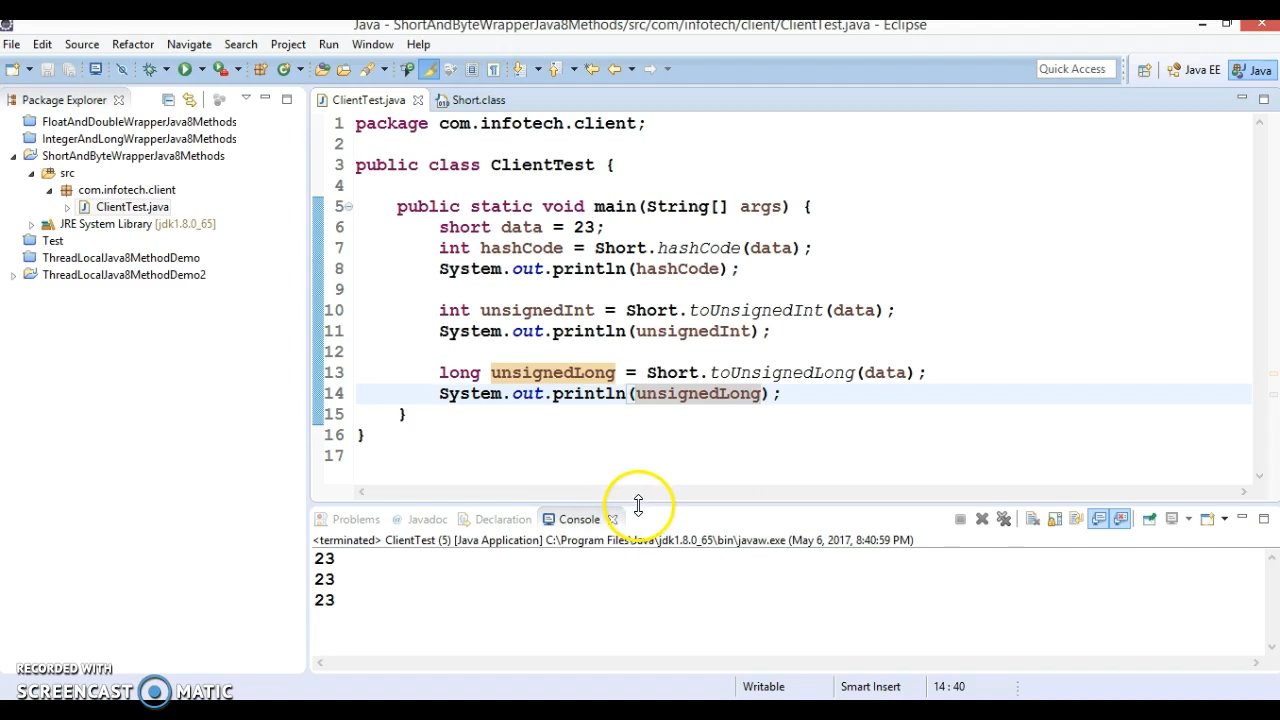 Java - ShortAndByteWrapperJava8Methods/src/com/infotech/client/ClientTest.java - Eclipse
File Edit Source Refactor Navigate Search Project Run Window Help
Quick Access Java EE Java
Package Explorer
FloatAndDoubleWrapperJava8Methods
IntegerAndLongWrapperJava8Methods
ShortAndByteWrapperJava8Methods
src
com.infotech.client
ClientTest.java
JRE System Library [jdk1.8.0_65]
Test
ThreadLocalJava8MethodDemo
ThreadLocalJava8MethodDemo2
ClientTest.java Short.class
1 package com.infotech.client;
2
3 public class ClientTest {
4
5 public static void main(String[] args) {
6 short data = 23;
7 int hashCode = Short.hashCode(data);
8 System.out.println(hashCode);
9
10 int unsignedInt = Short.toUnsignedInt(data);
11 System.out.println(unsignedInt);
12
13 long unsignedLong = Short.toUnsignedLong(data);
14 System.out.println(unsignedLong);
15 }
16 }
17
Problems Javadoc Declaration Console
<terminated> ClientTest (5) [Java Application] C:\Program Files\Java\jdk1.8.0_65\bin\javaw.exe (May 6, 2017, 8:40:59 PM)
23
23
23
Writable Smart Insert 14 : 40
RECORDED WITH
SCREENCAST MATIC